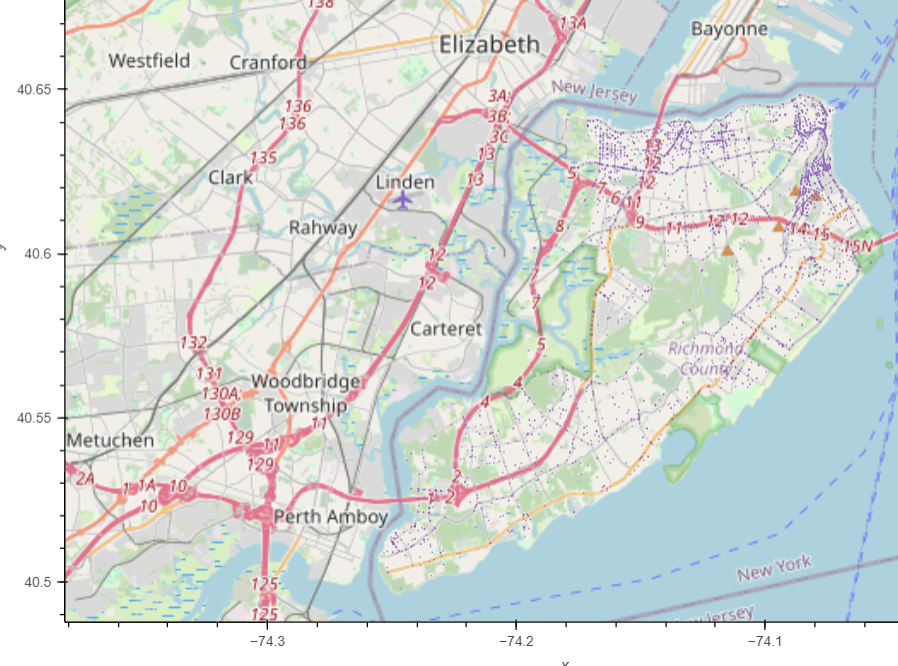 138
13A
Bayonne
Elizabeth
Westfield
Cranford
40.65
New Jersey
3A;
136
3B;
136
3C
13
13
135
12
5
Clark
Linden
13
12
6
11
9
11
12 12
14 15
15N
8
Rahway
40.6
y
12
7
12
7
Carteret
5
132
Richmond
County
131
4
130A;
Woodbridge
Township
130B
4
40.55
11
129
11
Metuchen
129
2
2A
1 1A 10
1 2
10
Perth Amboy
40.5
125
New York
125
New Jersey
−74.3
−74.2
−74.1
x